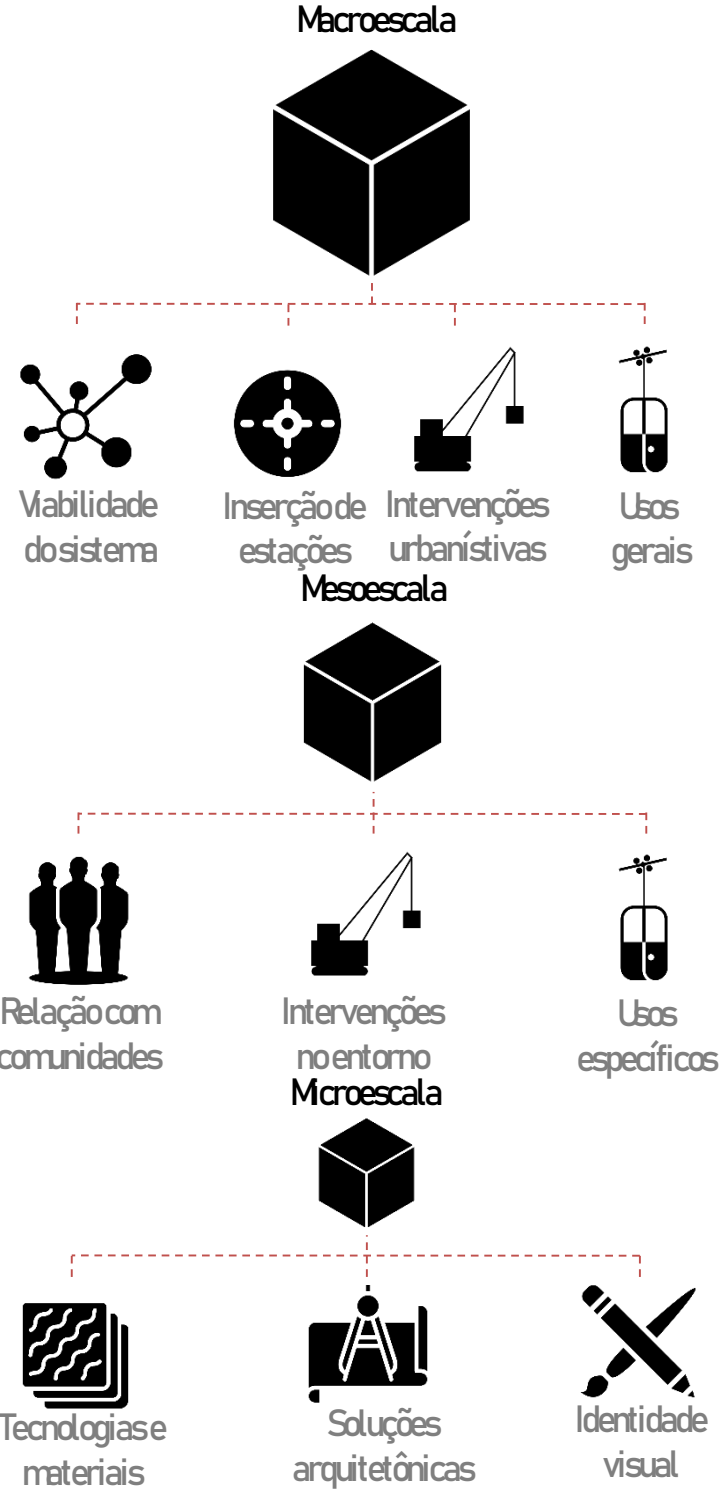 Macroescala
Viabilidade
do sistema
Inserção de
estações
Intervenções
urbanístivas
Usos
gerais
Mesoescala
Relação com
comunidades
Intervenções
no entorno
Usos
específicos
Microescala
Tecnologias e
materiais
Soluções
arquitetônicas
Identidade
visual